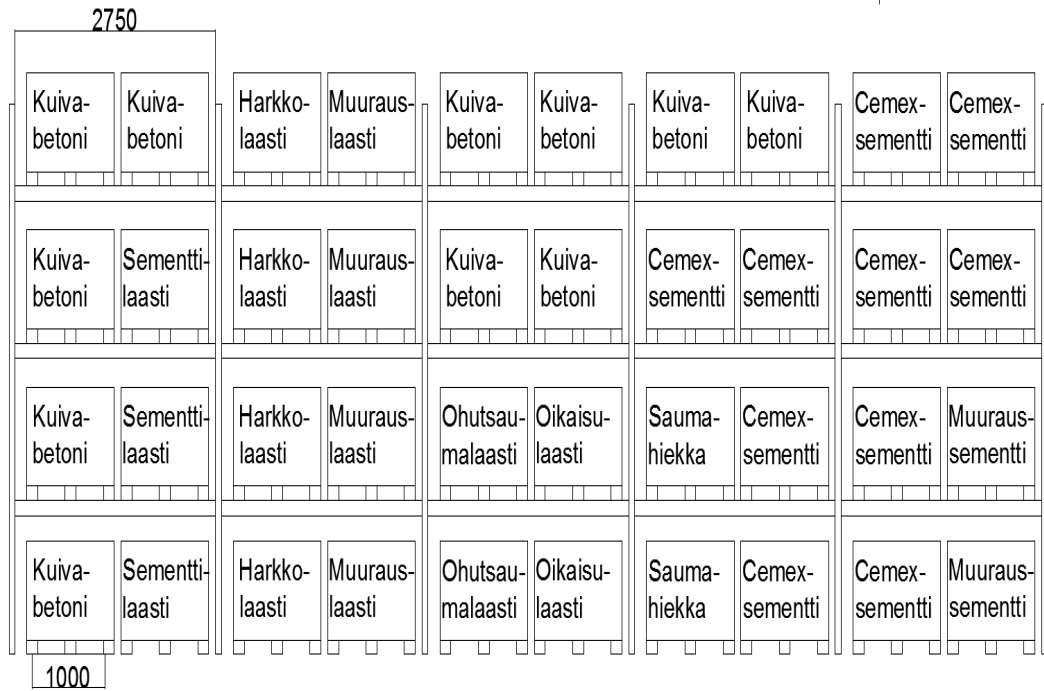 2750
Kuiva- Kuiva- Harkko- Muuraus- Kuiva- Kuiva- Kuiva- Kuiva- Cemex- Cemex-
betoni betoni laasti laasti betoni betoni betoni betoni sementti sementti
Kuiva- Sementti- Harkko- Muuraus- Kuiva- Kuiva- Cemex- Cemex- Cemex- Cemex-
betoni laasti laasti laasti betoni betoni sementti sementti sementti sementti
Kuiva- Sementti- Harkko- Muuraus- Ohutsau- Oikaisu- Sauma- Cemex- Cemex- Muuraus-
betoni laasti laasti laasti malaasti laasti hiekka sementti sementti sementti
Kuiva- Sementti- Harkko- Muuraus- Ohutsau- Oikaisu- Sauma- Cemex- Cemex- Muuraus-
betoni laasti laasti laasti malaasti laasti hiekka sementti sementti sementti
1000